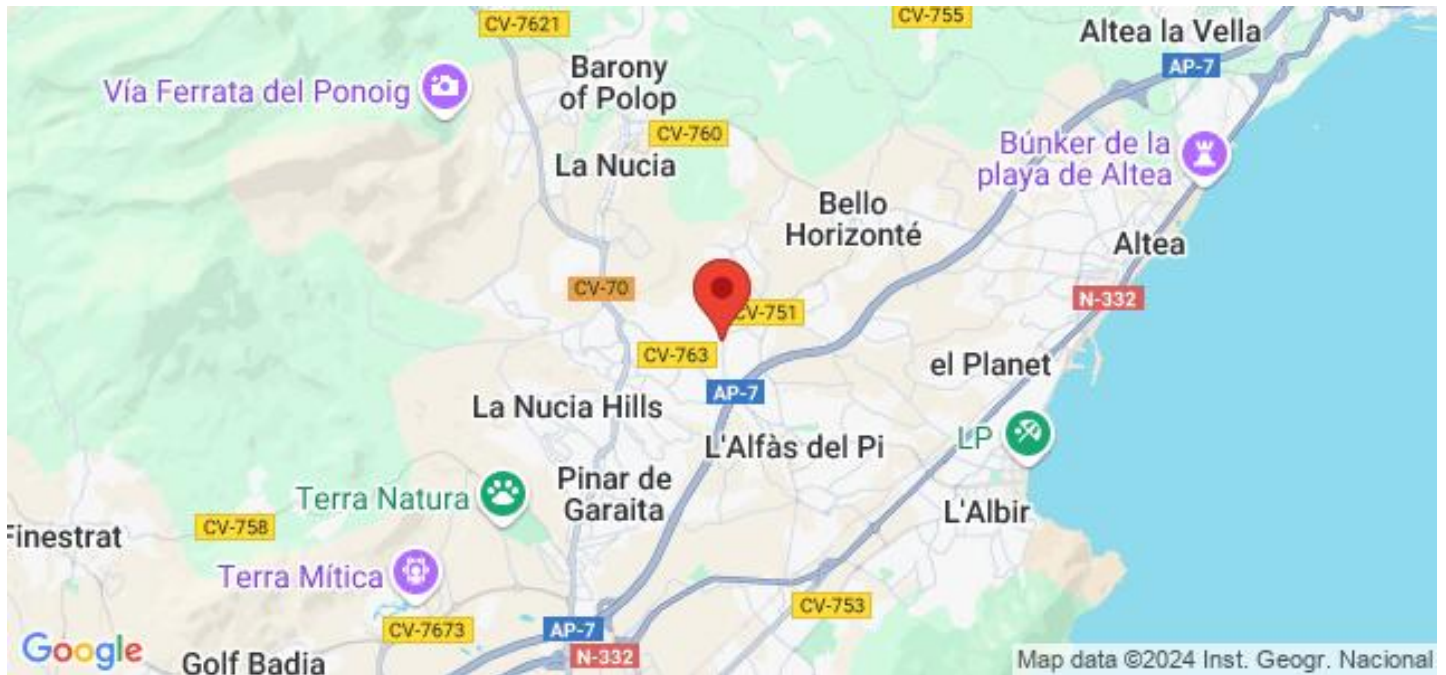 CV-7621
CV-755
Altea la Vella
AP-7
Vía Ferrata del Ponoig
Barony
of Polop
CV-760
La Nucia
Búnker de la
playa de Altea
Bello
Horizonté
Altea
CV-70
N-332
CV-751
CV-763
el Planet
AP-7
La Nucia Hills
LP
L'Alfàs del Pi
Terra Natura
Pinar de
Garaita
L'Albir
CV-758
Finestrat
Terra Mítica
CV-753
CV-7673
AP-7
N-332
Google
Golf Badia
Map data ©2024 Inst. Geogr. Nacional